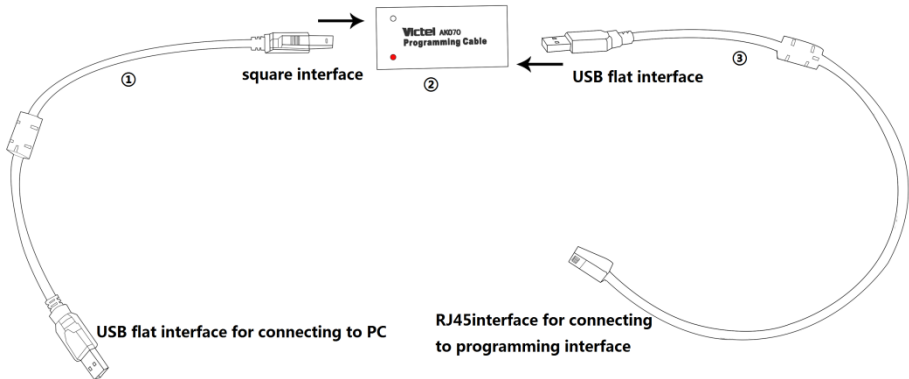 Victel AKD70
Programming Cable
①
square interface
②
USB flat interface
③
USB flat interface for connecting to PC
RJ45interface for connecting
to programming interface